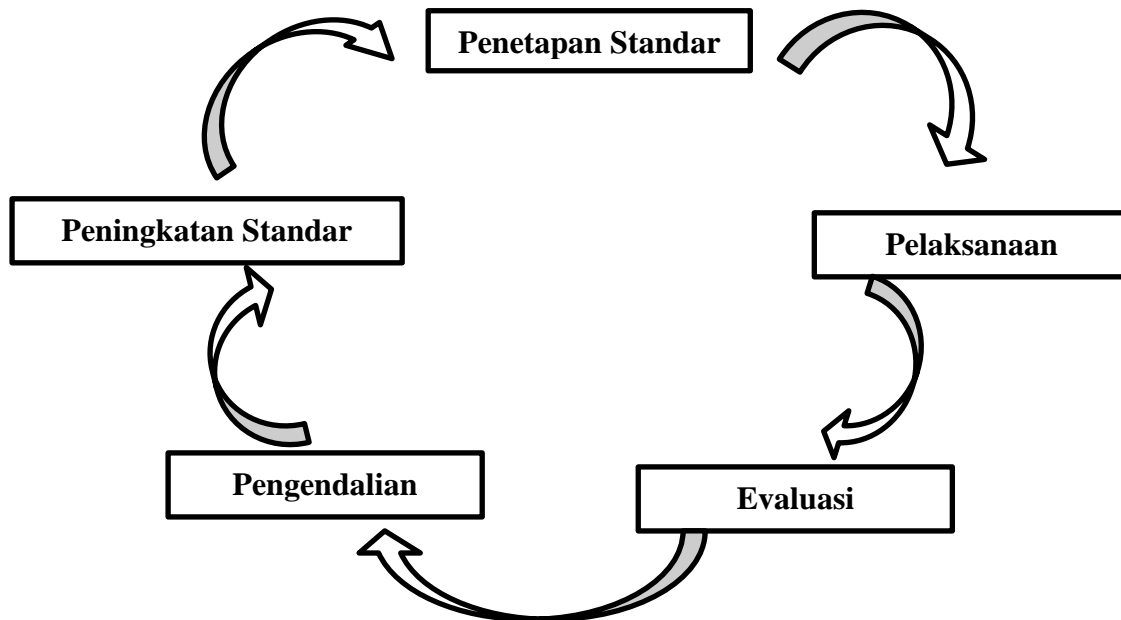 Penetapan Standar
Peningkatan Standar
Pelaksanaan
Pengendalian
Evaluasi